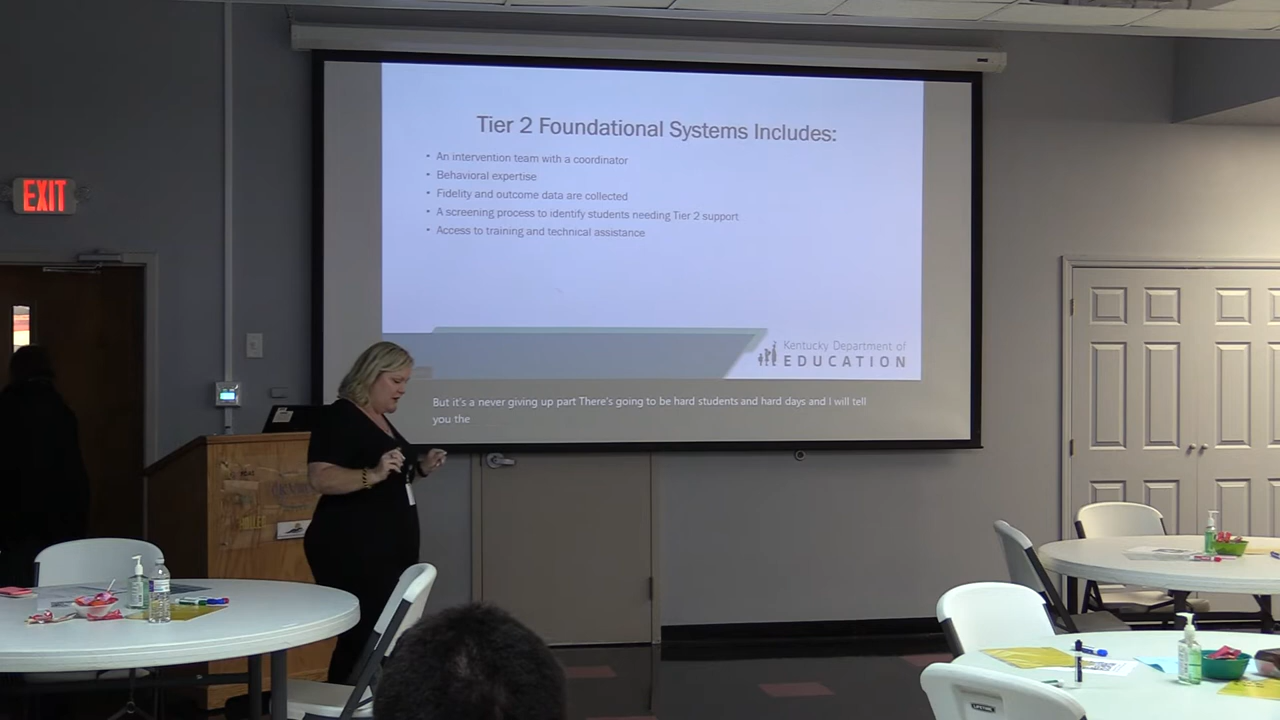 Tier 2 Foundational Systems Includes:
• An intervention team with a coordinator
• Behavioral expertise
• Fidelity and outcome data are collected
• A screening process to identify students needing Tier 2 support
• Access to training and technical assistance
Kentucky Department of
EDUCATION
But it's a never giving up part There's going to be hard students and hard days and I will tell
you the
EXIT